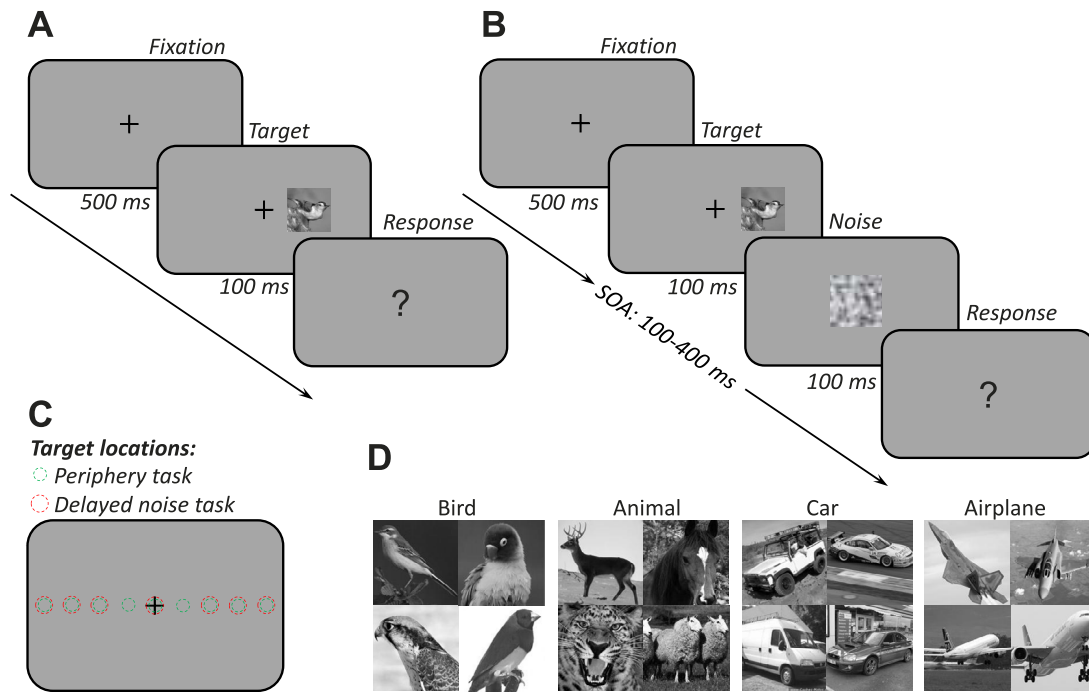 A
Fixation
500 ms
Target
100 ms
Response
?
B
Fixation
500 ms
Target
100 ms
Noise
100 ms
Response
?
SOA: 100-400 ms
C
Target locations:
Periphery task
Delayed noise task
D
Bird
Animal
Car
Airplane